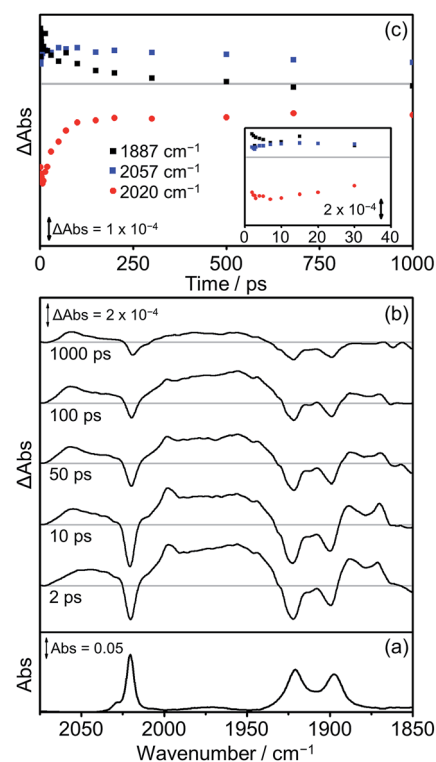 (c)
ΔAbs
1887 cm⁻¹
2057 cm⁻¹
2020 cm⁻¹
ΔAbs = 1 x 10⁻⁴
2 x 10⁻⁴
0 10 20 30 40
0 250 500 750 1000
Time / ps
ΔAbs = 2 x 10⁻⁴
(b)
1000 ps
100 ps
ΔAbs
50 ps
10 ps
2 ps
Abs = 0.05
(a)
Abs
2050 2000 1950 1900 1850
Wavenumber / cm⁻¹